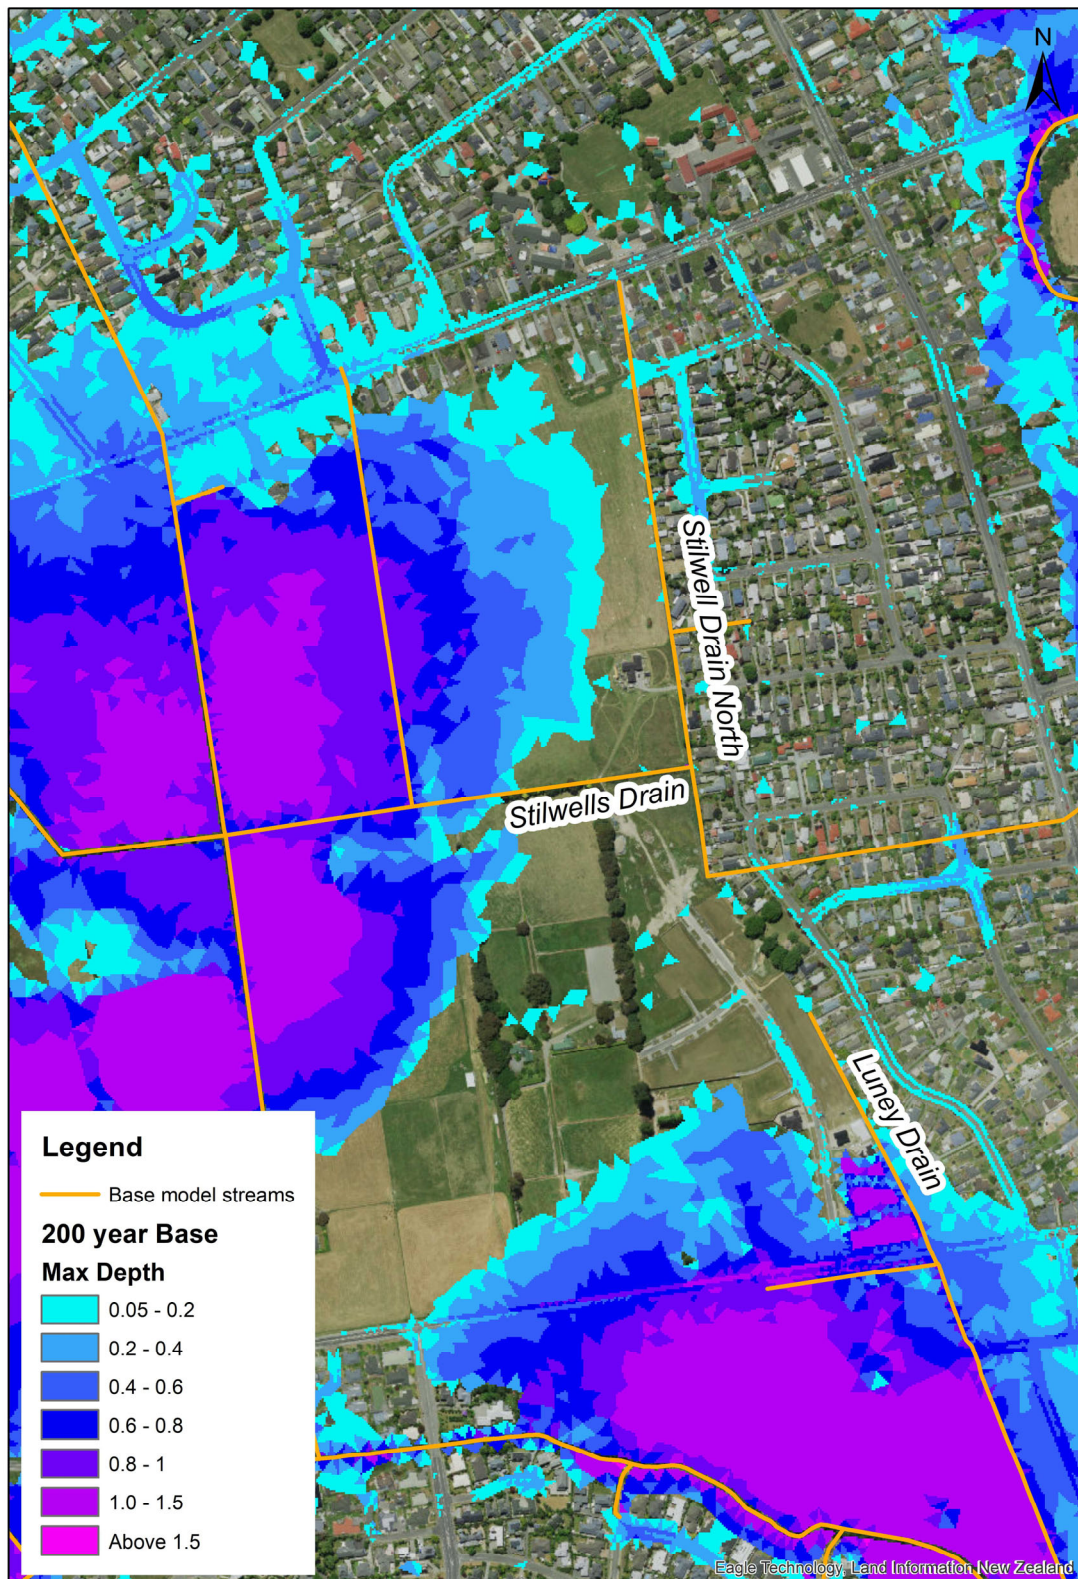 N
Stilwell Drain North
Stilwells Drain
Luney Drain
Legend
Base model streams
200 year Base
Max Depth
0.05 - 0.2
0.2 - 0.4
0.4 - 0.6
0.6 - 0.8
0.8 - 1
1.0 - 1.5
Above 1.5
Eagle Technology, Land Information New Zealand